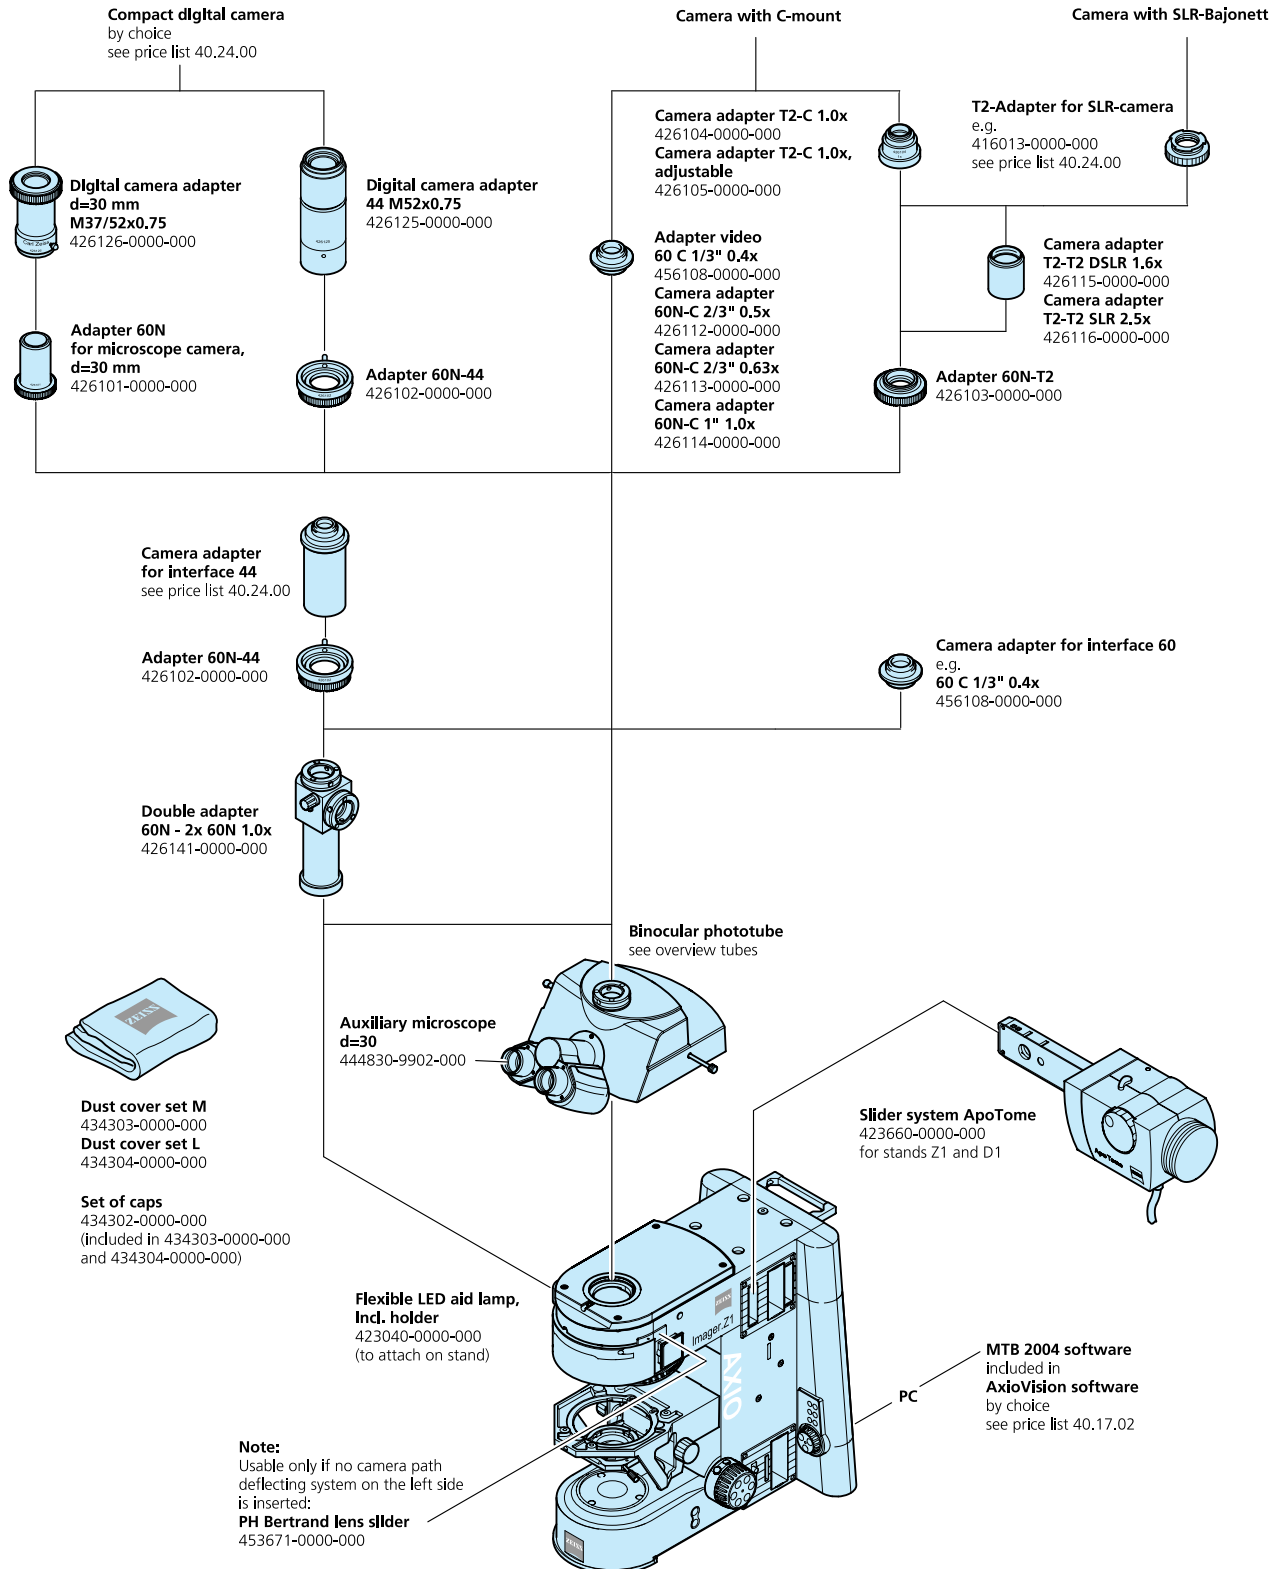 Compact digital camera
by choice
see price list 40.24.00
Camera with C-mount
Camera with SLR-Bajonett
Camera adapter T2-C 1.0x
426104-0000-000
Camera adapter T2-C 1.0x,
adjustable
426105-0000-000
T2-Adapter for SLR-camera
e.g.
416013-0000-000
see price list 40.24.00
Digital camera adapter
d=30 mm
M37/52x0.75
426126-0000-000
Digital camera adapter
44 M52x0.75
426125-0000-000
Adapter video
60 C 1/3" 0.4x
456108-0000-000
Camera adapter
60N-C 2/3" 0.5x
426112-0000-000
Camera adapter
60N-C 2/3" 0.63x
426113-0000-000
Camera adapter
60N-C 1" 1.0x
426114-0000-000
Camera adapter
T2-T2 DSLR 1.6x
426115-0000-000
Camera adapter
T2-T2 SLR 2.5x
426116-0000-000
Adapter 60N
for microscope camera,
d=30 mm
426101-0000-000
Adapter 60N-44
426102-0000-000
Adapter 60N-T2
426103-0000-000
Camera adapter
for interface 44
see price list 40.24.00
Adapter 60N-44
426102-0000-000
Camera adapter for interface 60
e.g.
60 C 1/3" 0.4x
456108-0000-000
Double adapter
60N - 2x 60N 1.0x
426141-0000-000
Binocular phototube
see overview tubes
Auxiliary microscope
d=30
444830-9902-000
ZEISS
Dust cover set M
434303-0000-000
Dust cover set L
434304-0000-000
Set of caps
434302-0000-000
(included in 434303-0000-000
and 434304-0000-000)
Slider system ApoTome
423660-0000-000
for stands Z1 and D1
ApoTome
Flexible LED aid lamp,
incl. holder
423040-0000-000
(to attach on stand)
ZEISS
Imager.Z1
AXIO
PC
MTB 2004 software
included in
AxioVision software
by choice
see price list 40.17.02
Note:
Usable only if no camera path
deflecting system on the left side
is inserted:
PH Bertrand lens slider
453671-0000-000
ZEISS